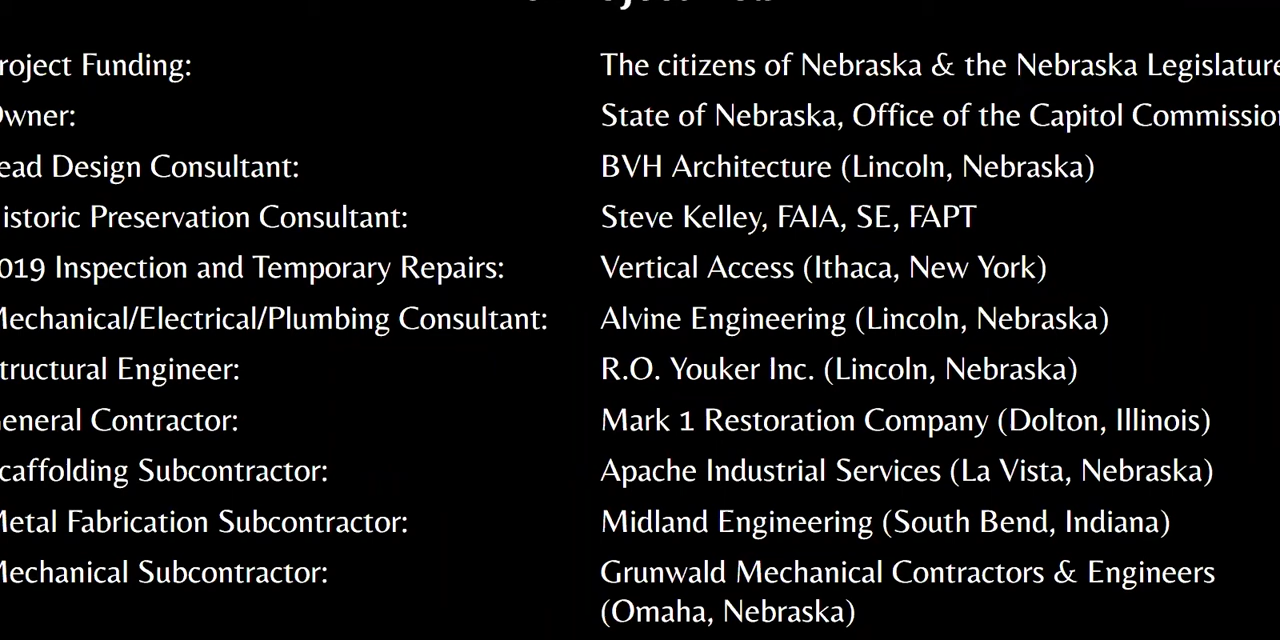 roject Funding: The citizens of Nebraska & the Nebraska Legislature
wner: State of Nebraska, Office of the Capitol Commissio
ead Design Consultant: BVH Architecture (Lincoln, Nebraska)
istoric Preservation Consultant: Steve Kelley, FAIA, SE, FAPT
019 Inspection and Temporary Repairs: Vertical Access (Ithaca, New York)
Mechanical/Electrical/Plumbing Consultant: Alvine Engineering (Lincoln, Nebraska)
tructural Engineer: R.O. Youker Inc. (Lincoln, Nebraska)
eneral Contractor: Mark 1 Restoration Company (Dolton, Illinois)
caffolding Subcontractor: Apache Industrial Services (La Vista, Nebraska)
Metal Fabrication Subcontractor: Midland Engineering (South Bend, Indiana)
Mechanical Subcontractor: Grunwald Mechanical Contractors & Engineers
(Omaha, Nebraska)